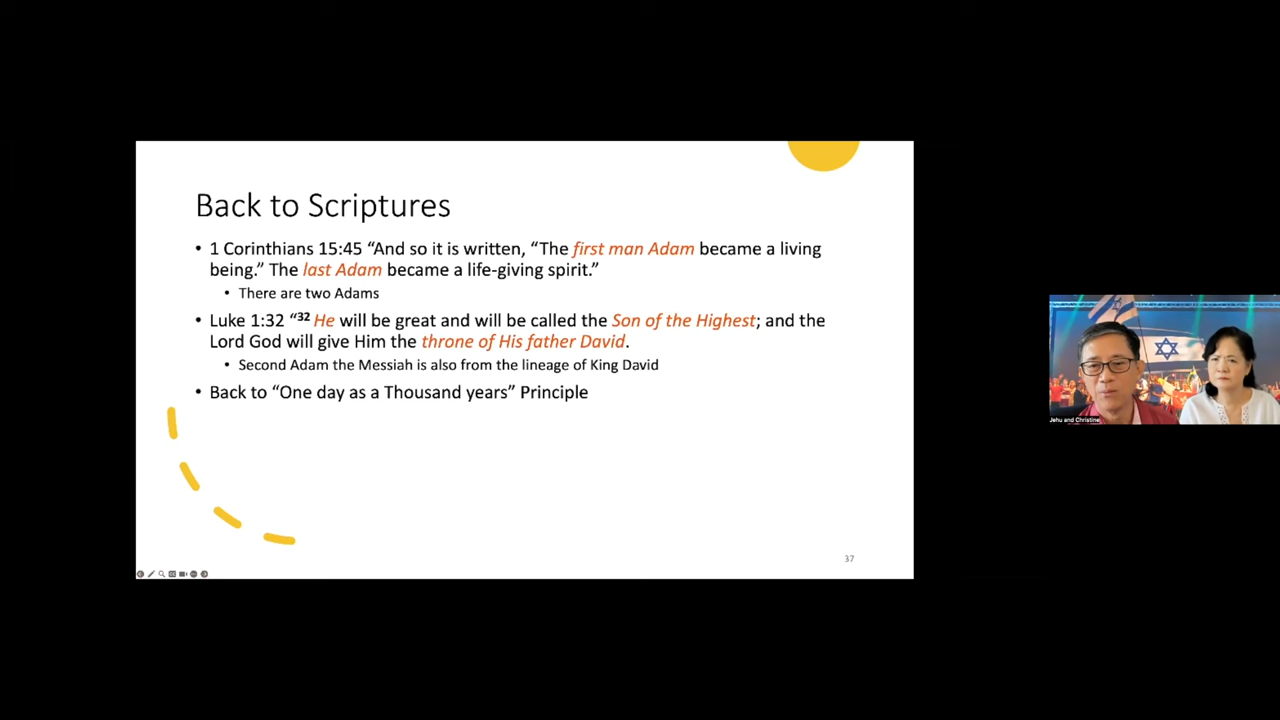 Back to Scriptures
• 1 Corinthians 15:45 “And so it is written, “The first man Adam became a living
being.” The last Adam became a life-giving spirit.”
• There are two Adams
• Luke 1:32 “32 He will be great and will be called the Son of the Highest; and the
Lord God will give Him the throne of His father David.
• Second Adam the Messiah is also from the lineage of King David
• Back to “One day as a Thousand years” Principle
37
Jehu and Christine